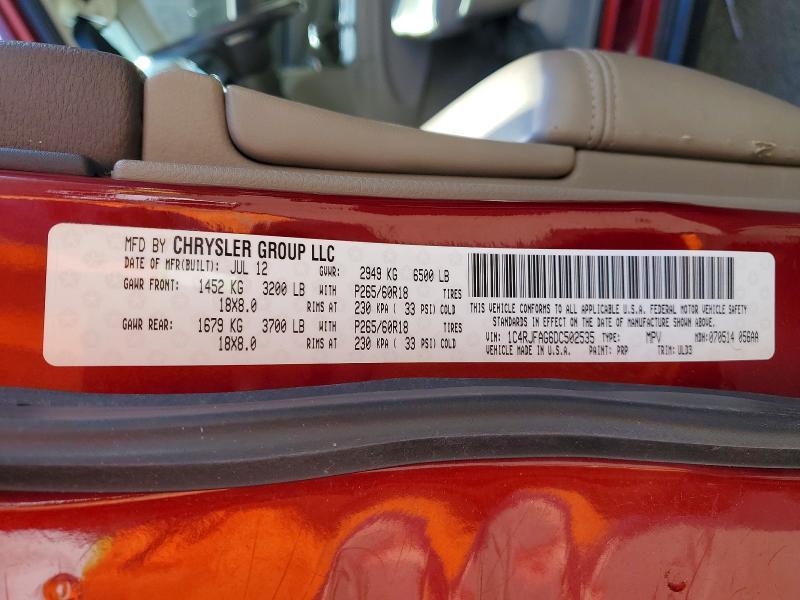 MFD BY CHRYSLER GROUP LLC
DATE OF MFR(BUILT): JUL 12 GVWR: 2949 KG 6500 LB
GAWR FRONT: 1452 KG 3200 LB WITH P265/60R18 TIRES
18X8.0 RIMS AT 230 KPA ( 33 PSI) COLD
GAWR REAR: 1679 KG 3700 LB WITH P265/60R18 TIRES
18X8.0 RIMS AT 230 KPA ( 33 PSI) COLD
THIS VEHICLE CONFORMS TO ALL APPLICABLE U.S.A. FEDERAL MOTOR VEHICLE SAFETY
STANDARDS IN EFFECT ON THE DATE OF MANUFACTURE SHOWN ABOVE.
VIN: 1C4RJFAG6DC502535 TYPE: MPV MDH: 070514 056AA
VEHICLE MADE IN U.S.A. PAINT: PRP TRIM: ULD3